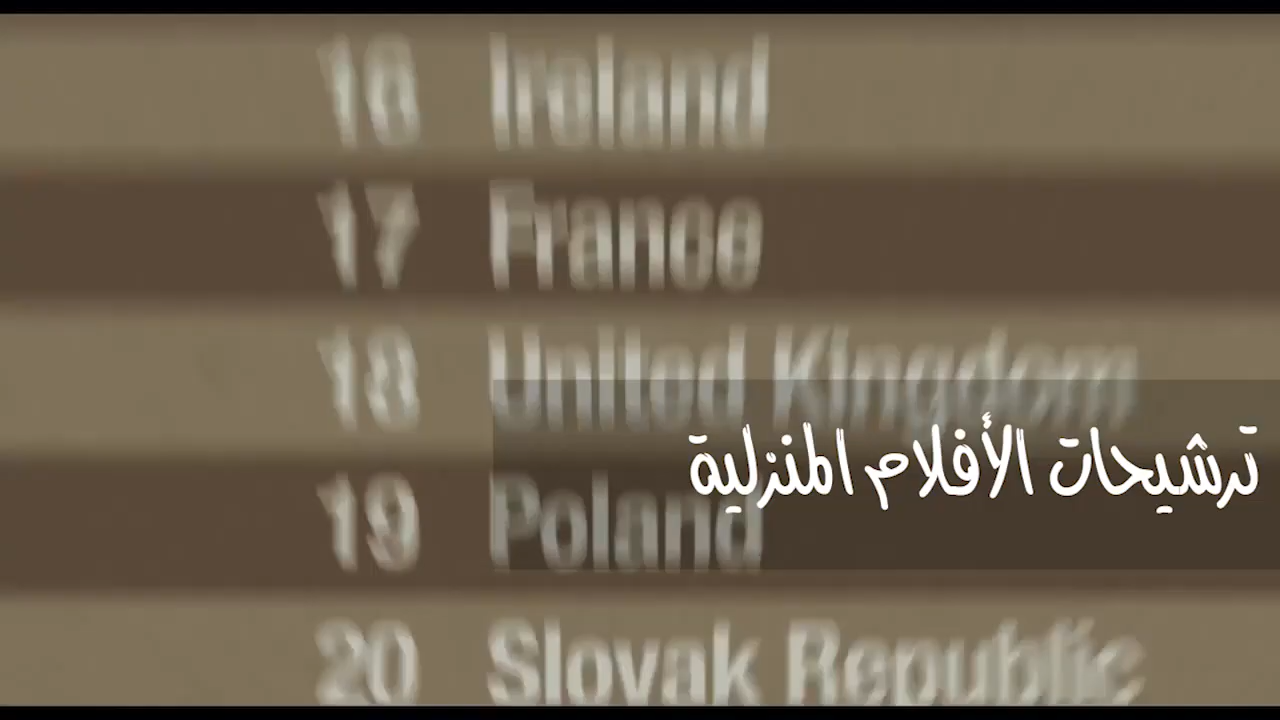 16 Ireland
17 France
18 United Kingdom
ترشيحات الأفلام المنزلية
19 Poland
20 Slovak Republic